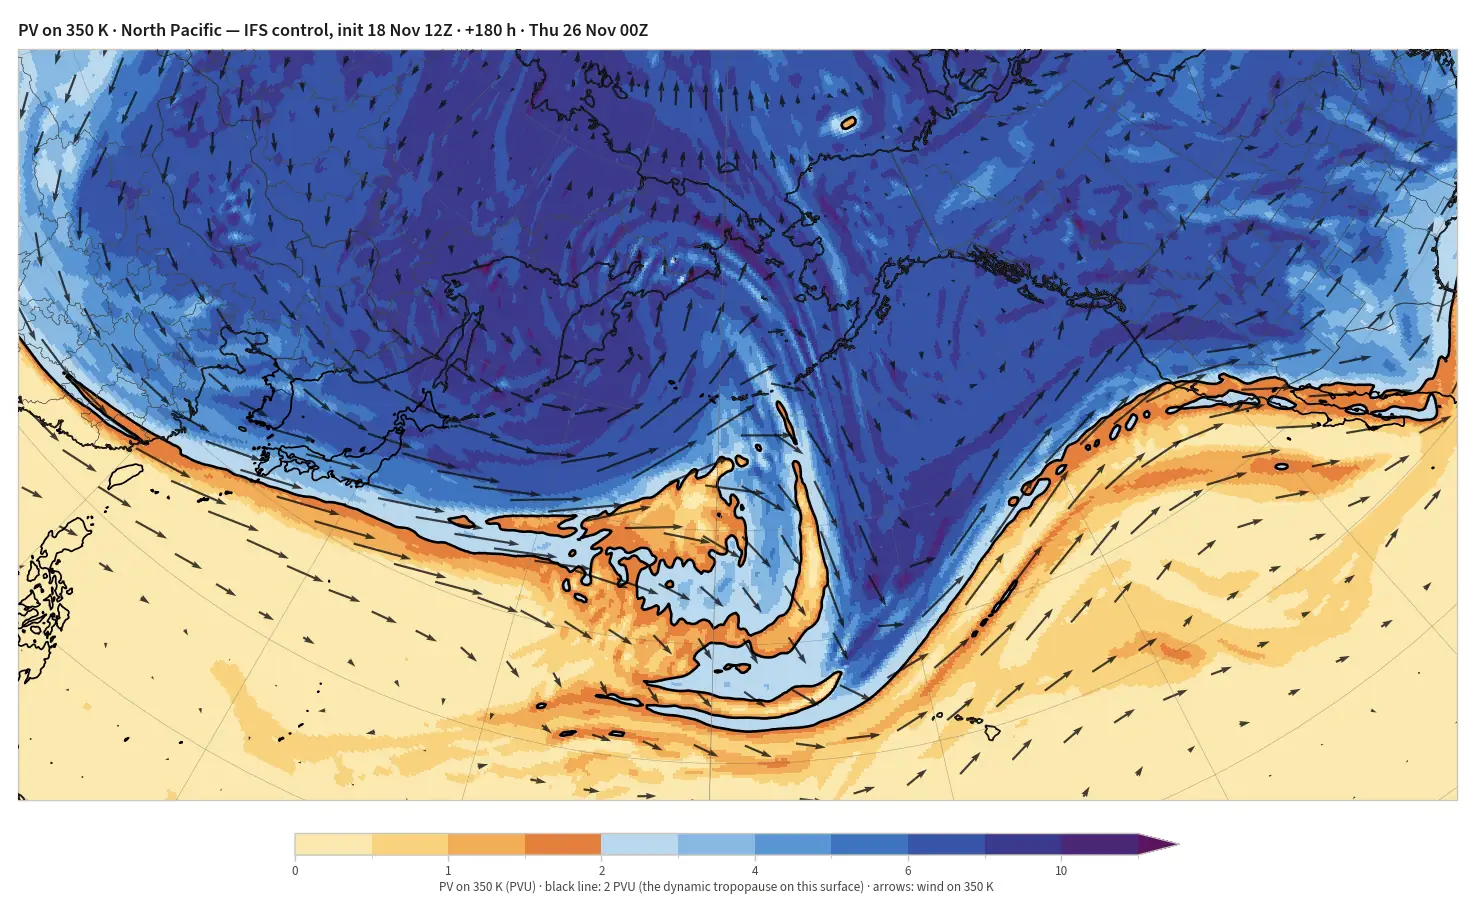 PV on 350 K · North Pacific — IFS control, init 18 Nov 12Z · +180 h · Thu 26 Nov 00Z
0 1 2 4 6 10
PV on 350 K (PVU) · black line: 2 PVU (the dynamic tropopause on this surface) · arrows: wind on 350 K